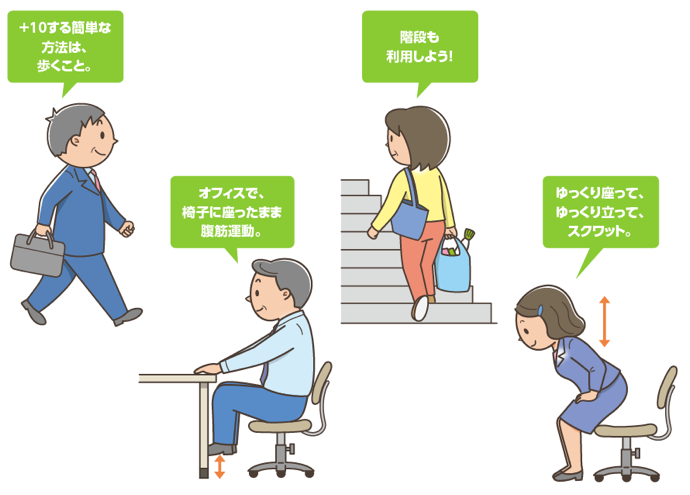 +10する簡単な
方法は、
歩くこと。
階段も
利用しよう!
オフィスで、
椅子に座ったまま
腹筋運動。
ゆっくり座って、
ゆっくり立って、
スクワット。